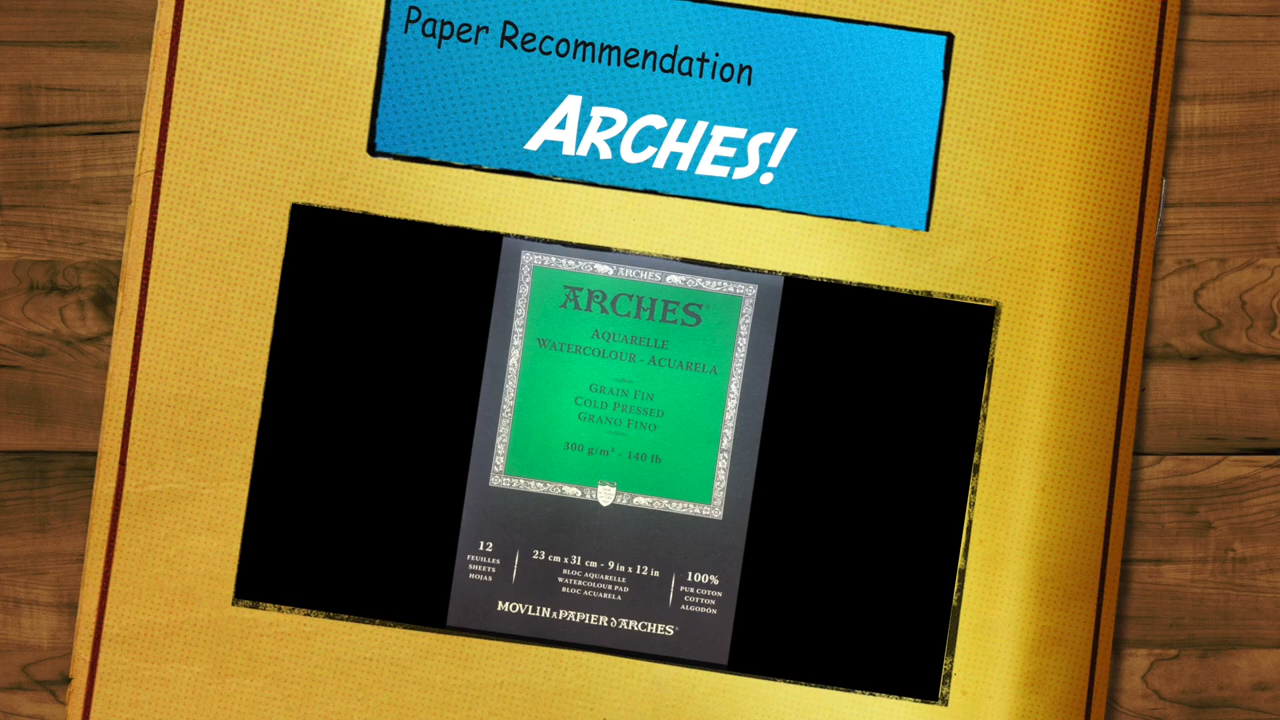 Paper Recommendation
ARCHES!
ARCHES
ARCHES®
AQUARELLE
WATERCOLOUR - ACUARELA
GRAIN FIN
COLD PRESSED
GRANO FINO
300 g/m² - 140 lb
12
FEUILLES
SHEETS
HOJAS
23 cm x 31 cm - 9 in x 12 in
BLOC AQUARELLE
WATERCOLOUR PAD
BLOC ACUARELA
100%
PUR COTON
COTTON
ALGODÓN
MOVLIN À PAPIER D'ARCHES®